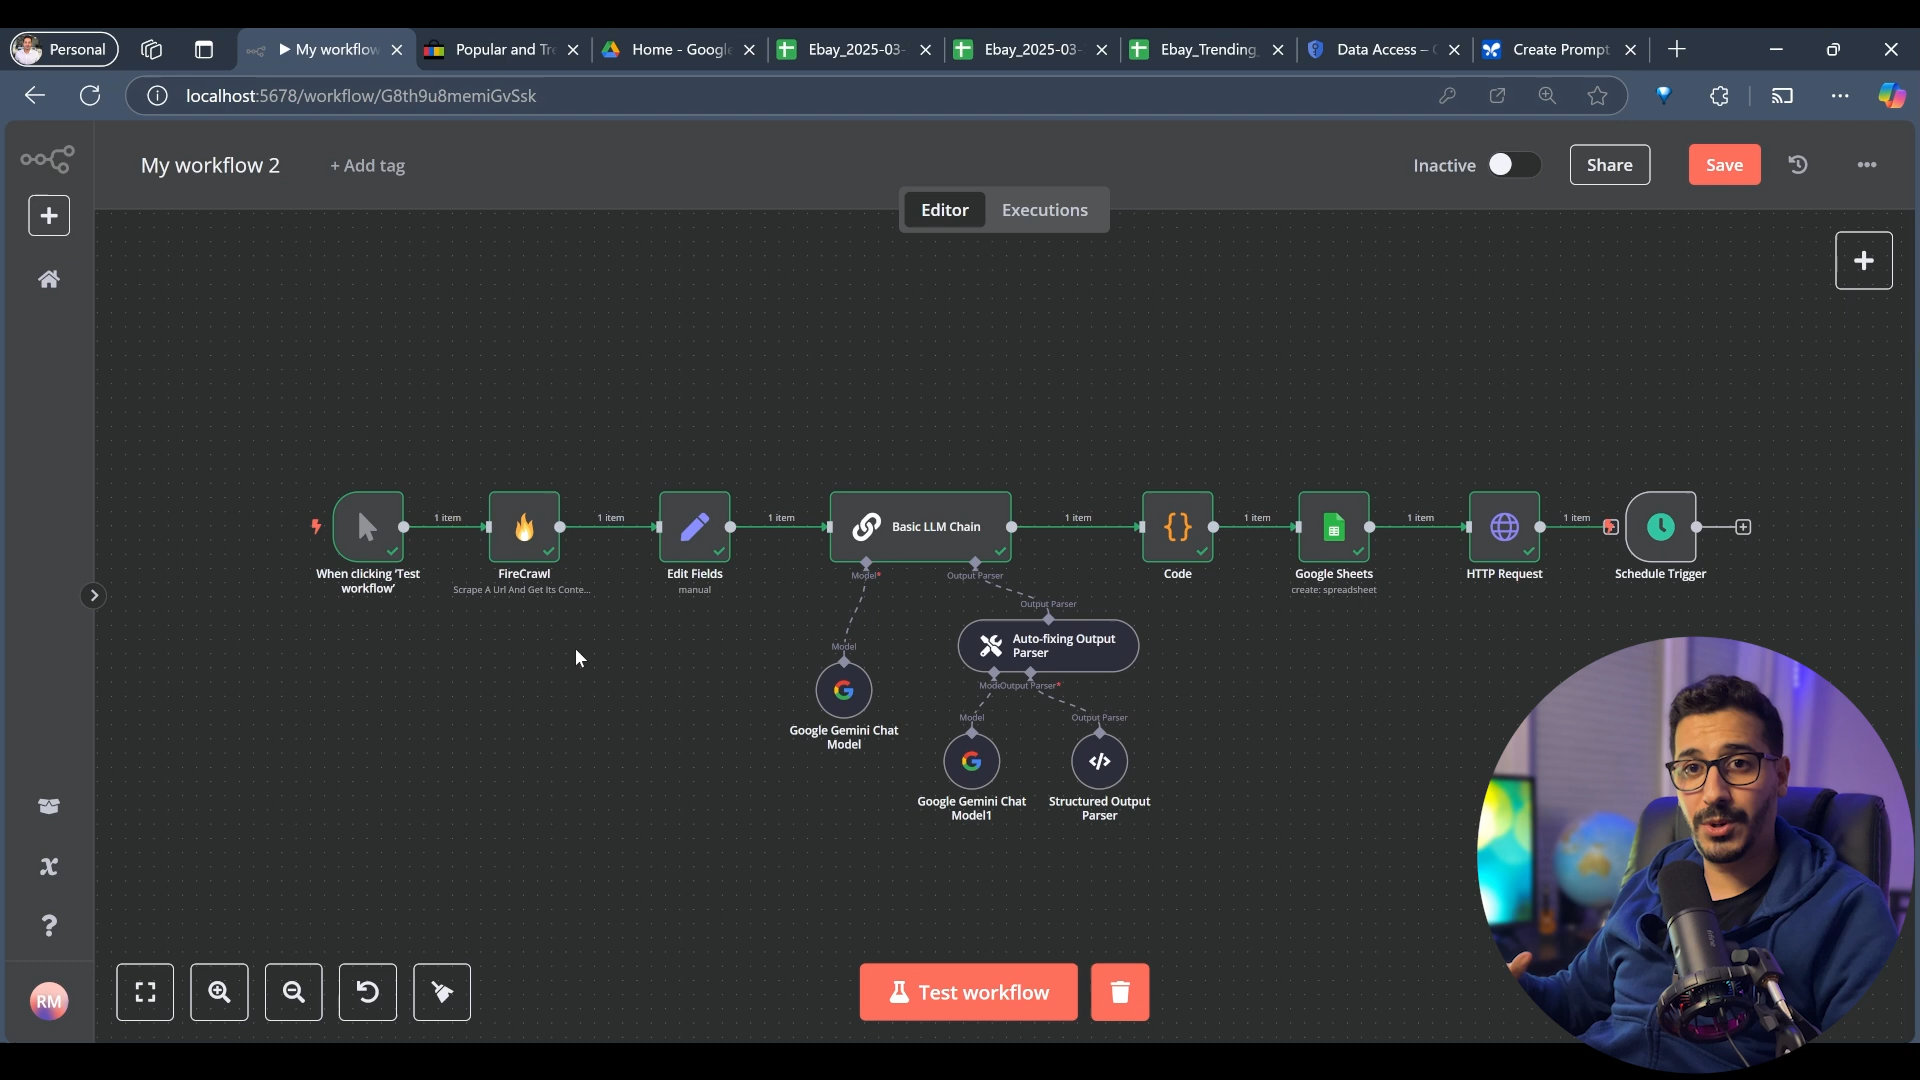 Personal
My workflow
Popular and Tre
Home - Google
Ebay_2025-03-
Ebay_2025-03-
Ebay_Trending_
Data Access –
Create Prompt
localhost:5678/workflow/G8th9u8memiGvSsk
My workflow 2
+ Add tag
Inactive
Share
Save
Editor
Executions
1 item
1 item
1 item
1 item
1 item
1 item
1 item
Basic LLM Chain
When clicking ‘Test
workflow’
FireCrawl
Scrape A Url And Get Its Conte...
Edit Fields
manual
Model*
Output Parser
Code
Google Sheets
create: spreadsheet
HTTP Request
Schedule Trigger
Output Parser
Auto-fixing Output
Parser
Model
Output Parser*
Google Gemini Chat
Model
Model
Output Parser
Google Gemini Chat
Model1
Structured Output
Parser
RM
Test workflow